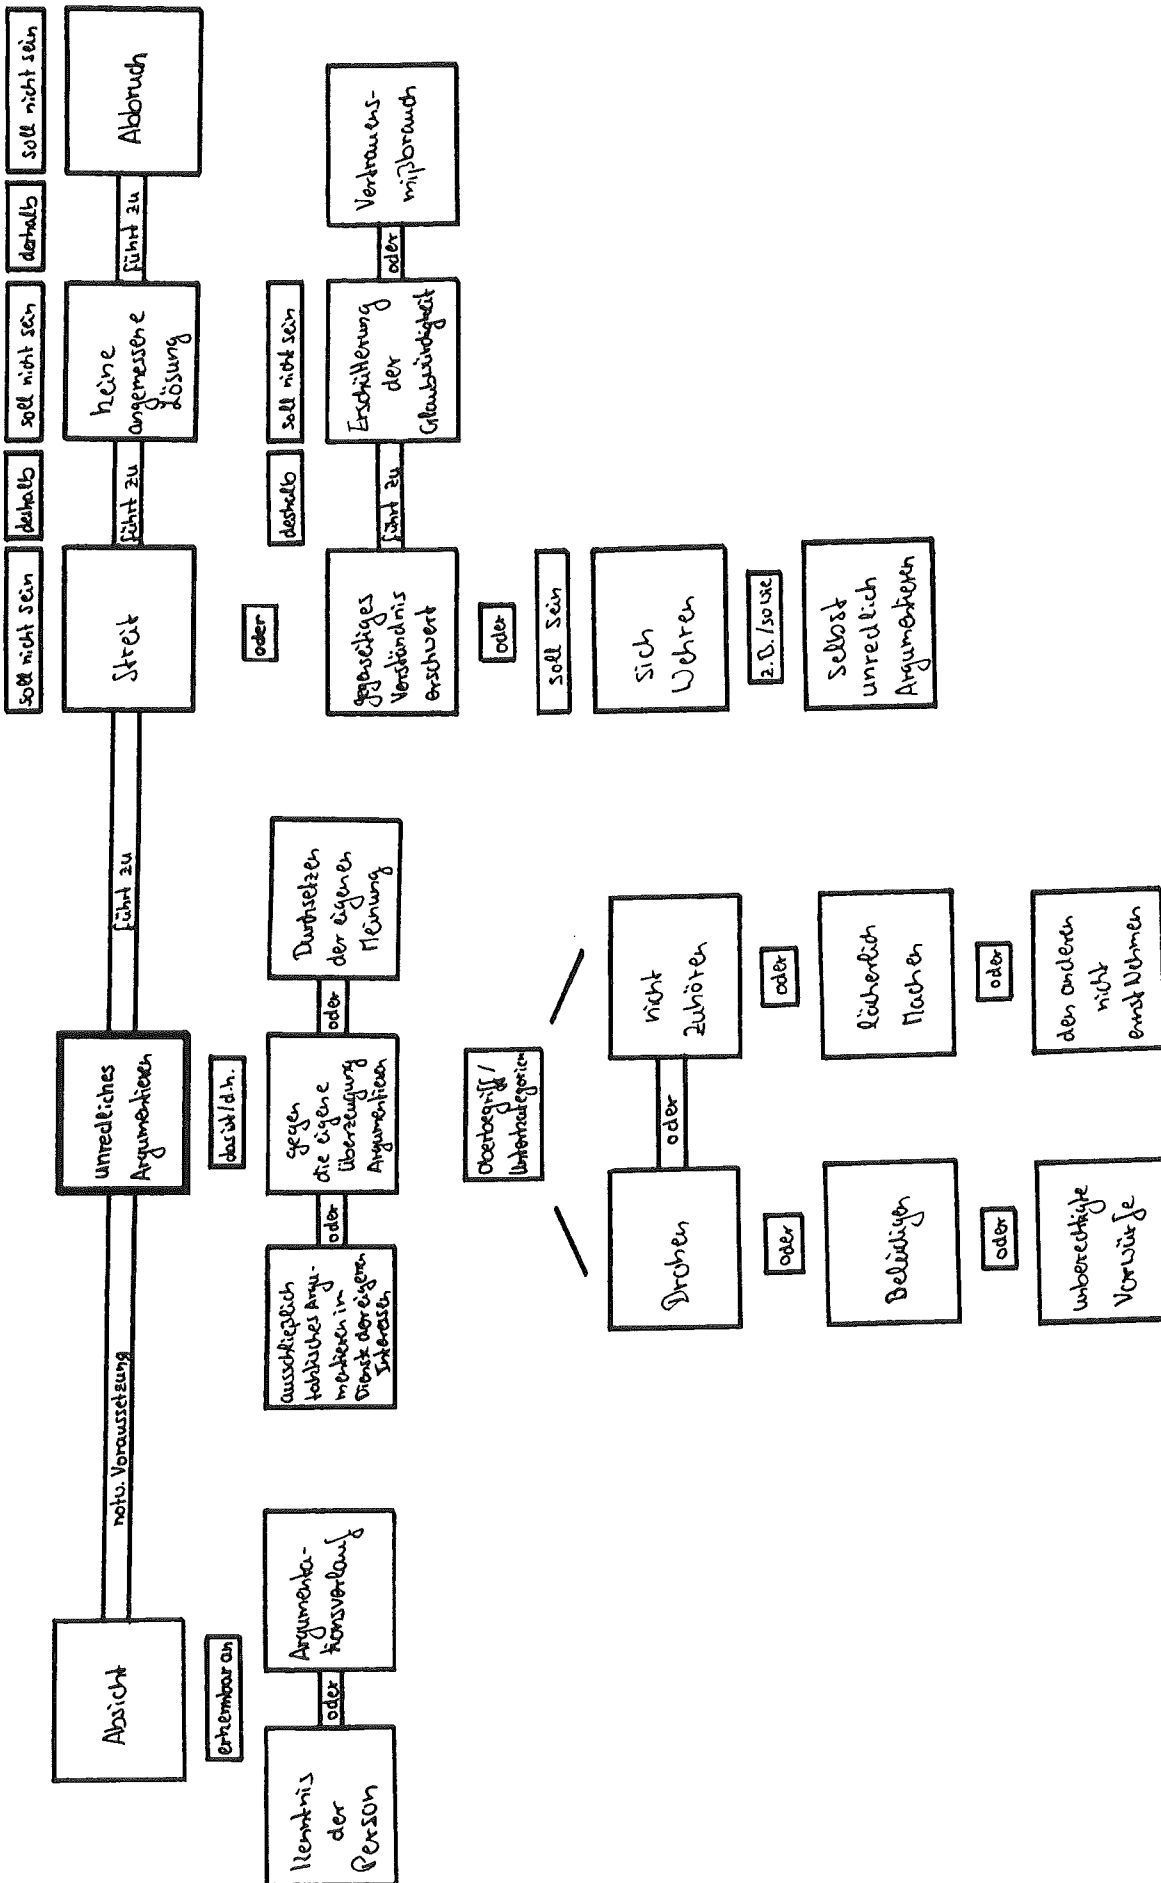 Absicht
notw. Voraussetzung
unredliches
Argumentieren
führt zu
soll nicht sein
Streit
deshalb
führt zu
soll nicht sein
keine
angemessene
Lösung
deshalb
führt zu
soll nicht sein
Abbruch
erkennbar an
Kenntnis
der
Person
oder
Argumenta-
tionsverlauf
das ist/d.h.
ausschließlich
taktisches Argu-
mentieren im
Dienste der eigenen
Interessen
oder
gegen
die eigene
Überzeugung
Argumentieren
oder
Durchsetzen
der eigenen
Meinung
oder
gegenseitiges
Verständnis
erschwert
deshalb
führt zu
soll nicht sein
Erschütterung
der
Glaubwürdigkeit
oder
Vertrauens-
mißbrauch
Oberbegriff/
Unterkategorien
Drohen
oder
nicht
zuhören
oder
Beleidigen
oder
lächerlich
Machen
oder
unberechtigte
Vorwürfe
oder
den anderen
nicht
ernst Nehmen
oder
soll sein
sich
Wehren
z.B./sowie
selbst
unredlich
Argumentieren